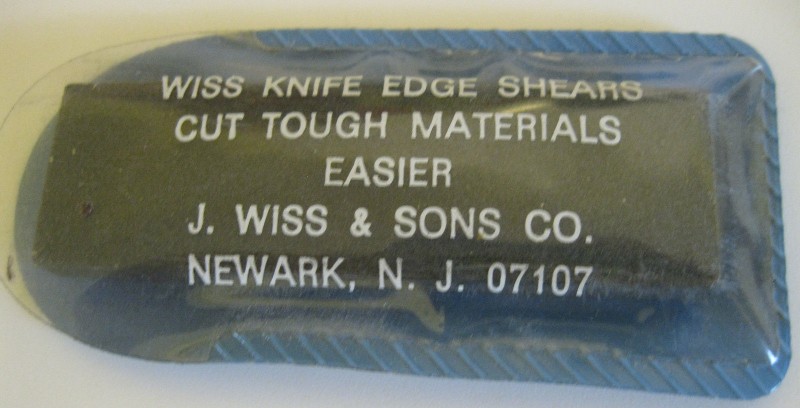 WISS KNIFE EDGE SHEARS
CUT TOUGH MATERIALS
EASIER
J. WISS & SONS CO.
NEWARK, N. J. 07107